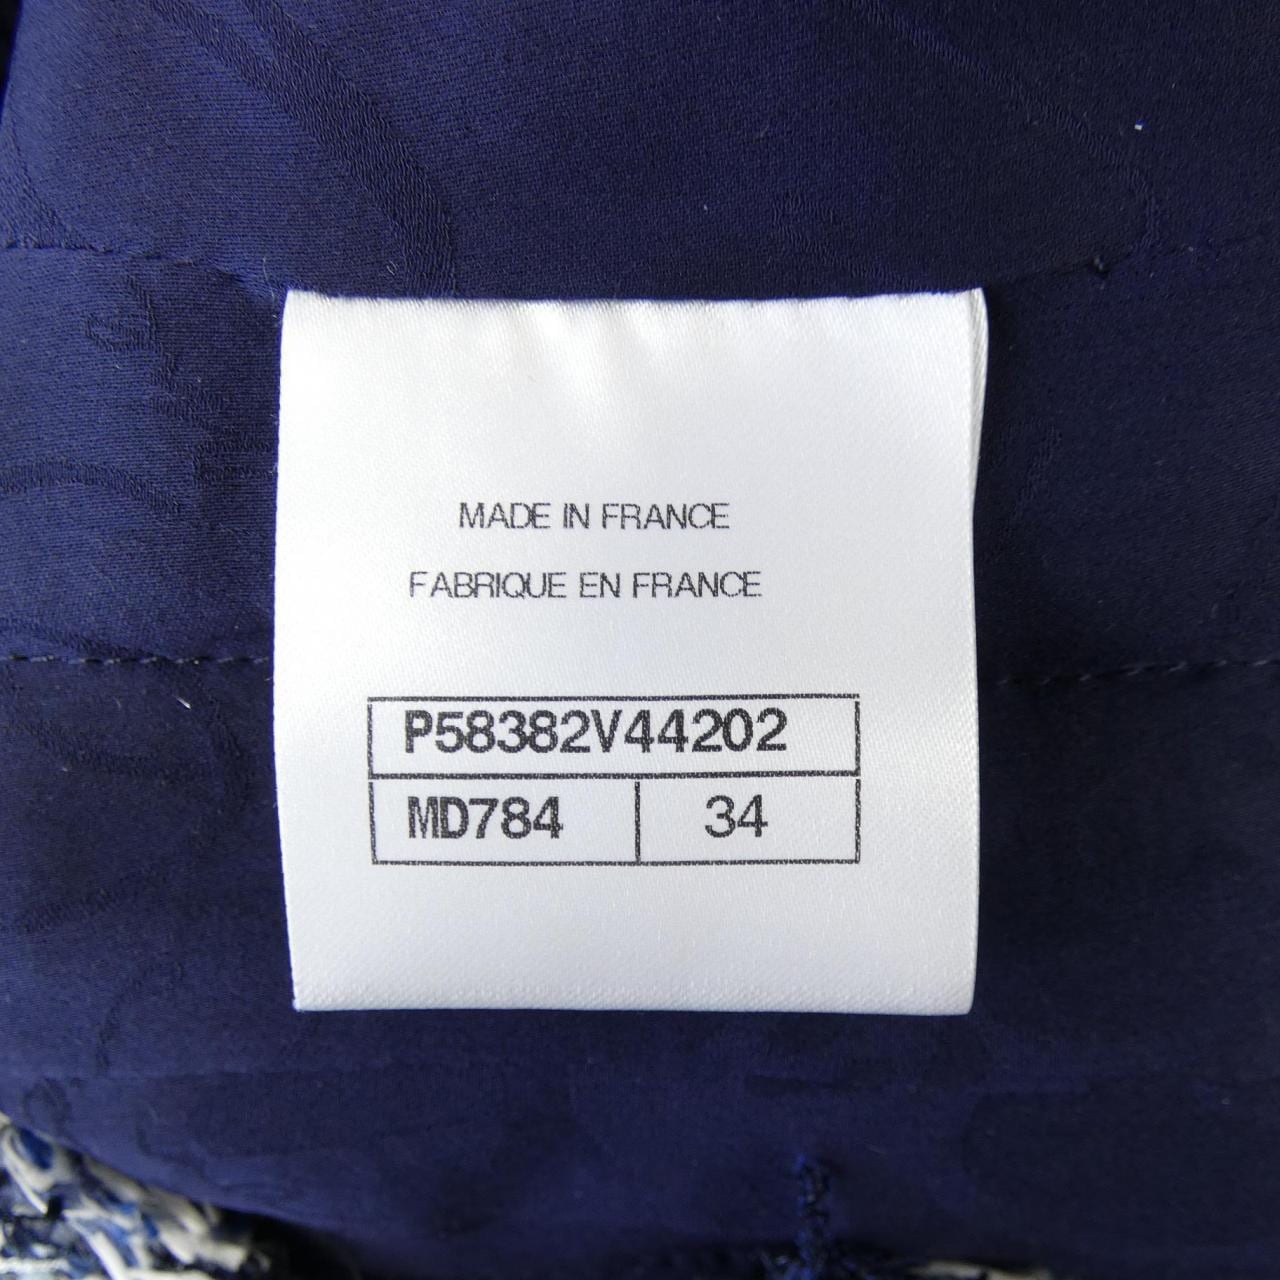 MADE IN FRANCE
FABRIQUE EN FRANCE
P58382V44202
MD784 34